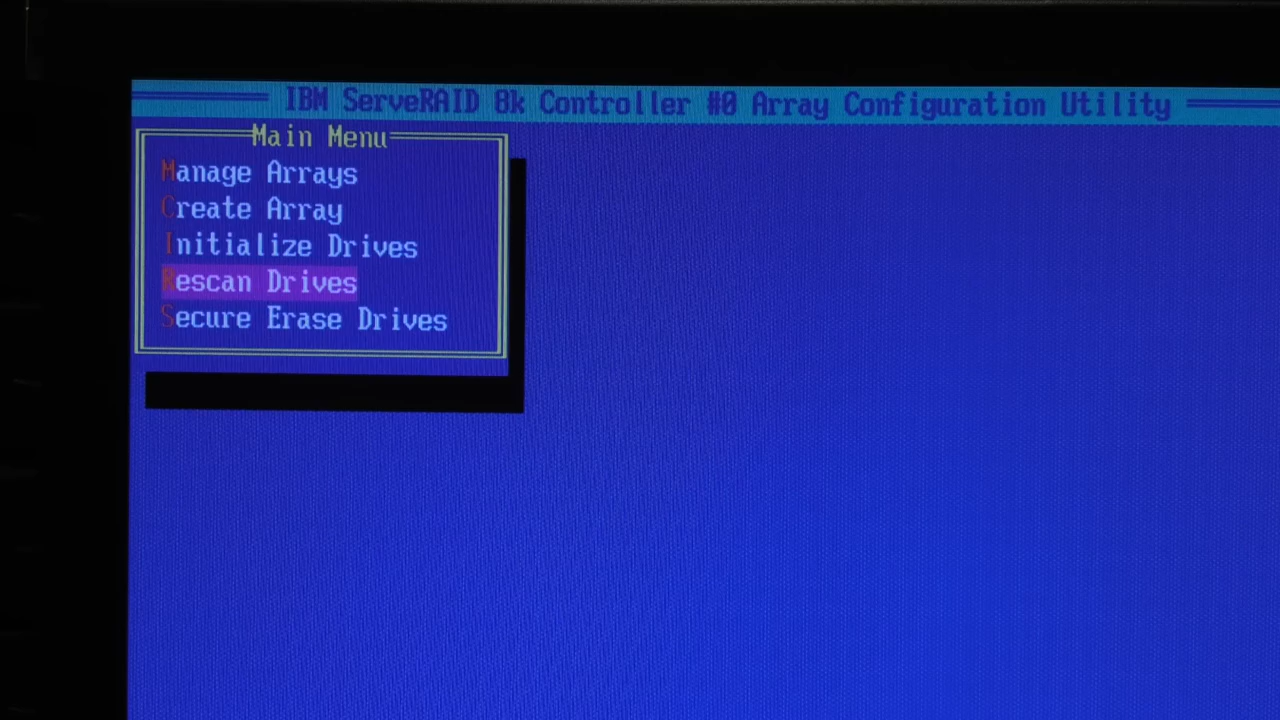 IBM ServeRAID 8k Controller #0 Array Configuration Utility
Main Menu
Manage Arrays
Create Array
Initialize Drives
Rescan Drives
Secure Erase Drives